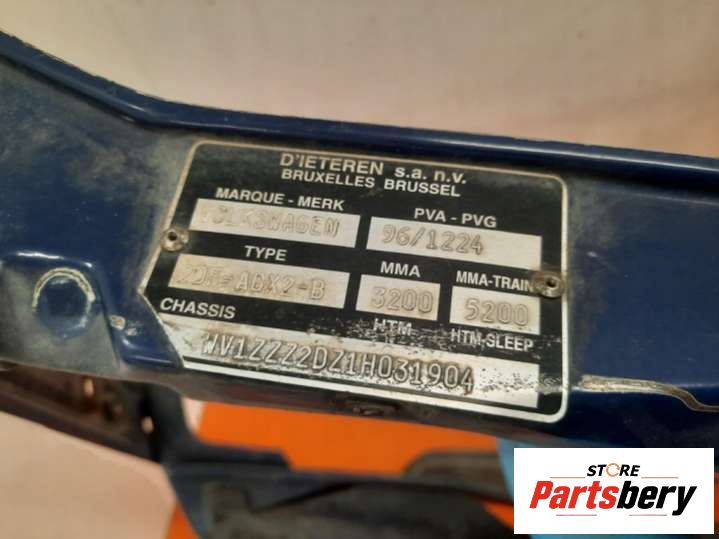 D'IETEREN s.a. n.v.
BRUXELLES BRUSSEL
MARQUE - MERK PVA - PVG
VOLKSWAGEN 96/1224
TYPE MMA MMA-TRAIN
3200 5200
CHASSIS HTM HTM-SLEEP
WV1ZZZ2DZ1H031904
STORE
Partsbery